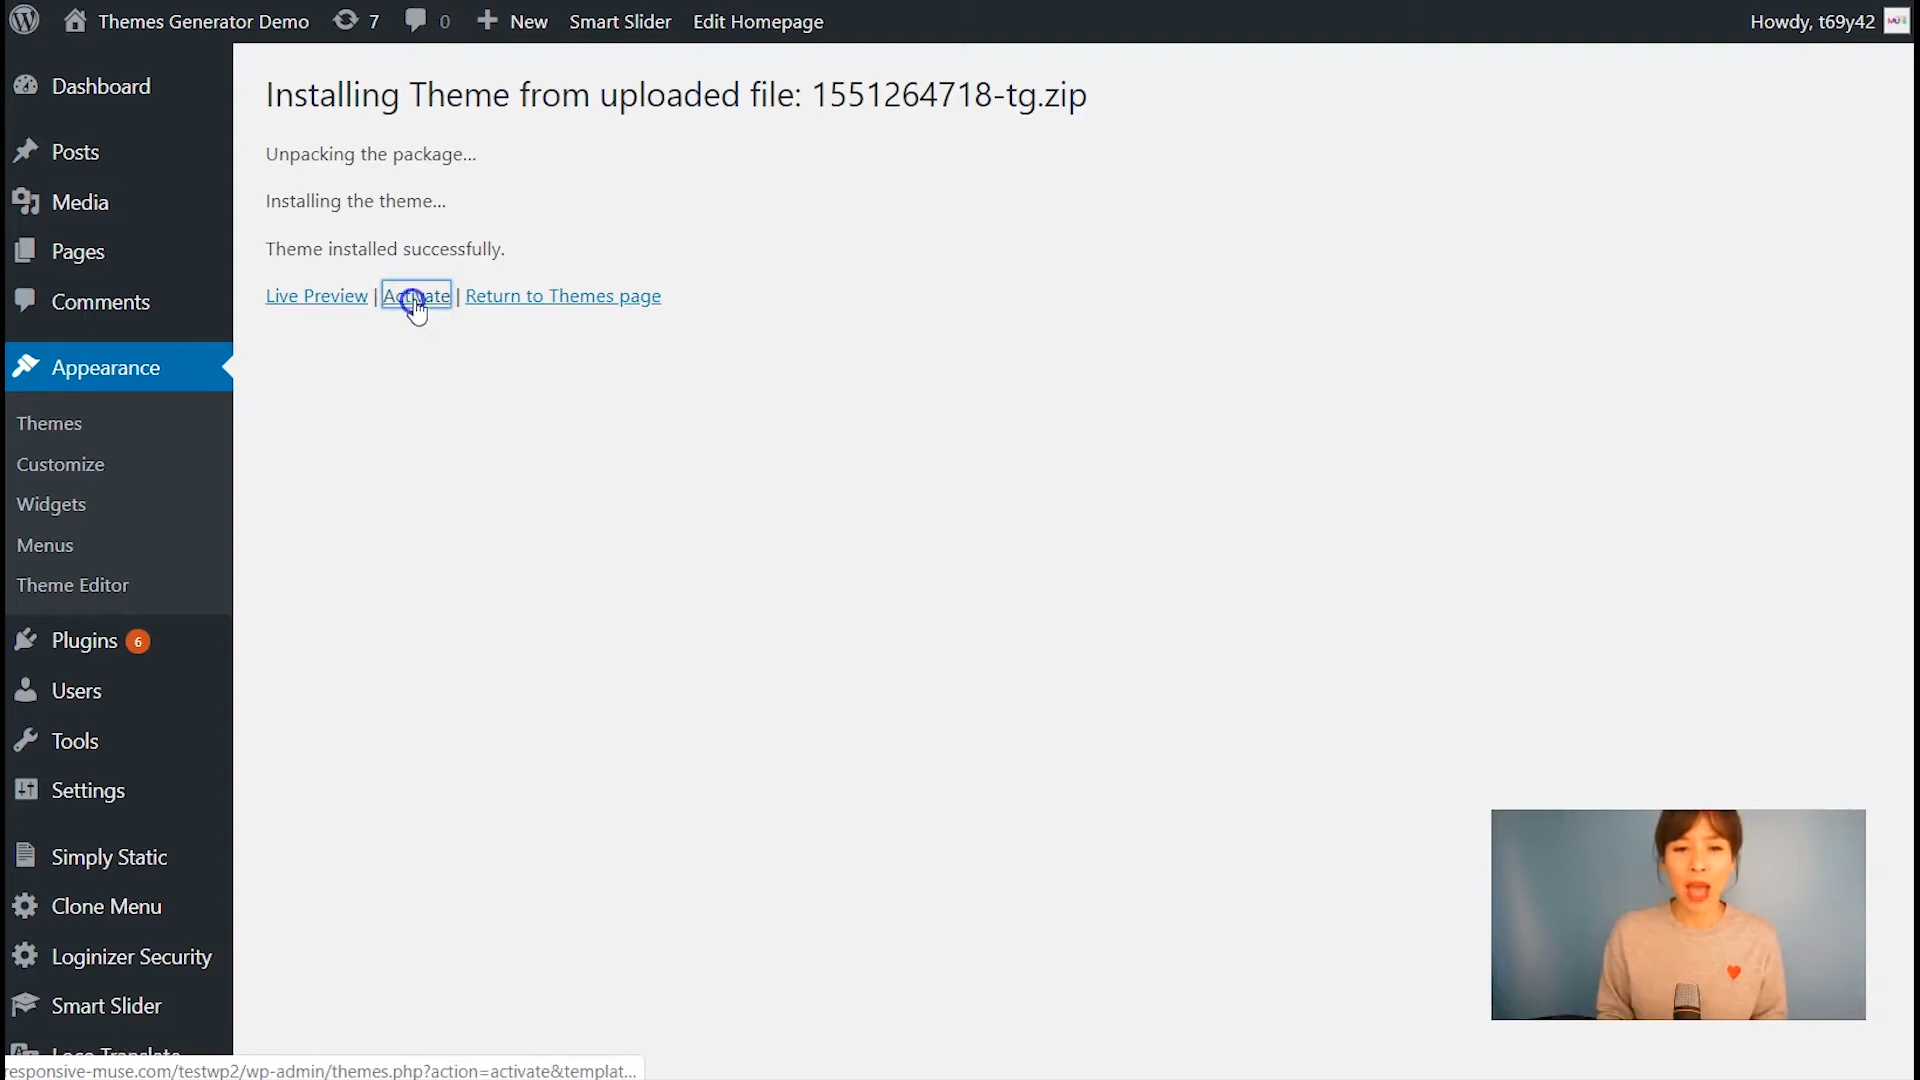 Themes Generator Demo 7 0 New Smart Slider Edit Homepage Howdy, t69y42
Dashboard
Posts
Media
Pages
Comments
Appearance
Themes
Customize
Widgets
Menus
Theme Editor
Plugins 6
Users
Tools
Settings
Simply Static
Clone Menu
Loginizer Security
Smart Slider
Loco Translate
Installing Theme from uploaded file: 1551264718-tg.zip
Unpacking the package...
Installing the theme...
Theme installed successfully.
Live Preview | Activate | Return to Themes page
responsive-muse.com/testwp2/wp-admin/themes.php?action=activate&templat...